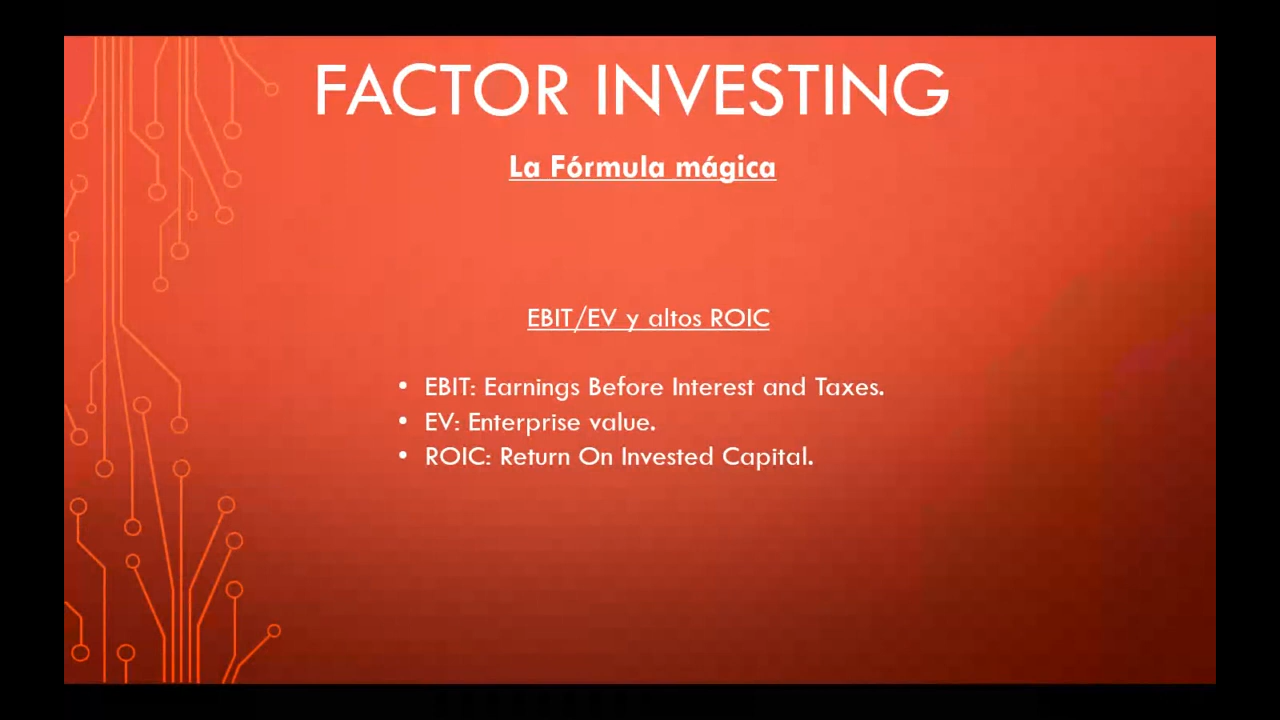 FACTOR INVESTING
La Fórmula mágica
EBIT/EV y altos ROIC
• EBIT: Earnings Before Interest and Taxes.
• EV: Enterprise value.
• ROIC: Return On Invested Capital.